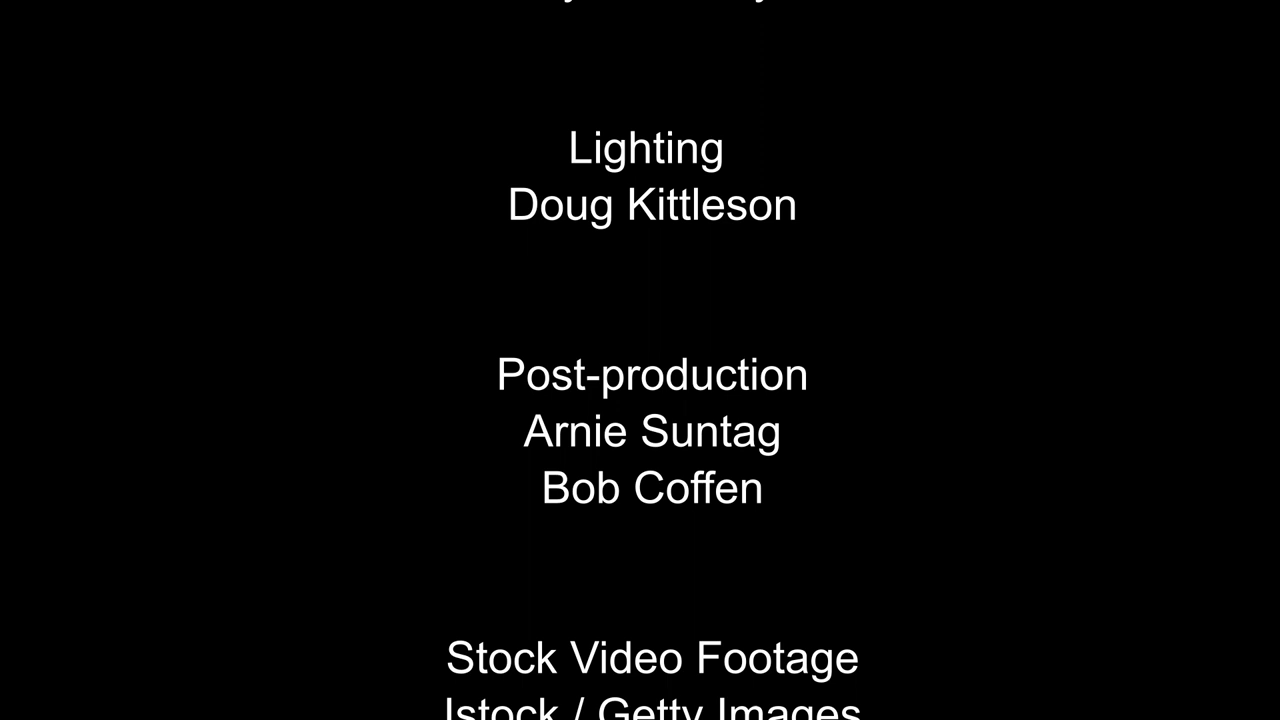 Lighting
Doug Kittleson
Post-production
Arnie Suntag
Bob Coffen
Stock Video Footage
Istock / Getty Images